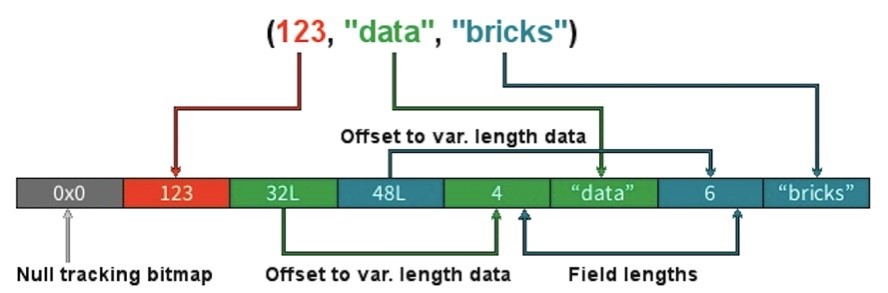 (123, "data", "bricks")
Offset to var. length data
0x0 123 32L 48L 4 “data” 6 “bricks”
Null tracking bitmap Offset to var. length data Field lengths